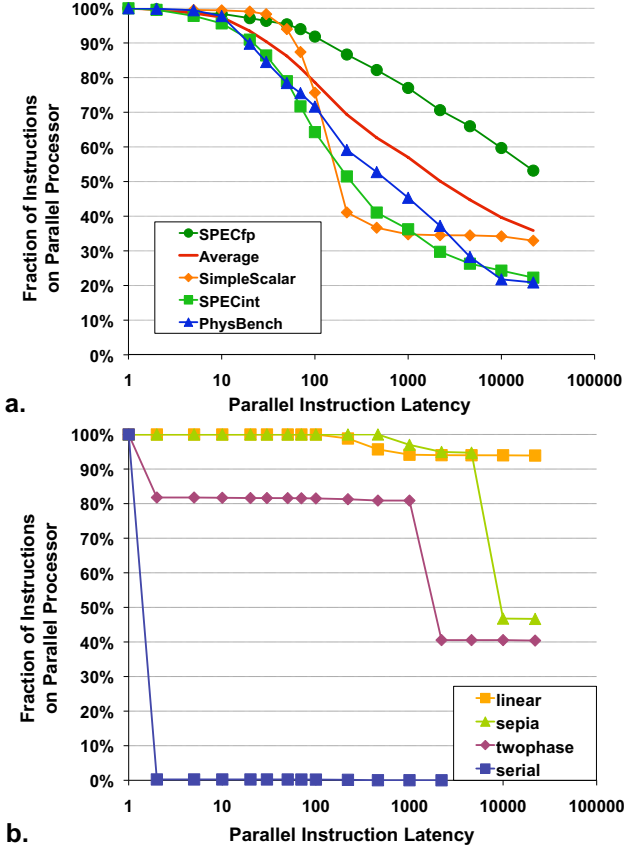 100%
90%
80%
70%
60%
50%
40%
30%
20%
10%
0%
Fraction of Instructions
on Parallel Processor
SPECfp
Average
SimpleScalar
SPECint
PhysBench
1 10 100 1000 10000 100000
Parallel Instruction Latency
a.
100%
90%
80%
70%
60%
50%
40%
30%
20%
10%
0%
Fraction of Instructions
on Parallel Processor
linear
sepia
twophase
serial
1 10 100 1000 10000 100000
Parallel Instruction Latency
b.